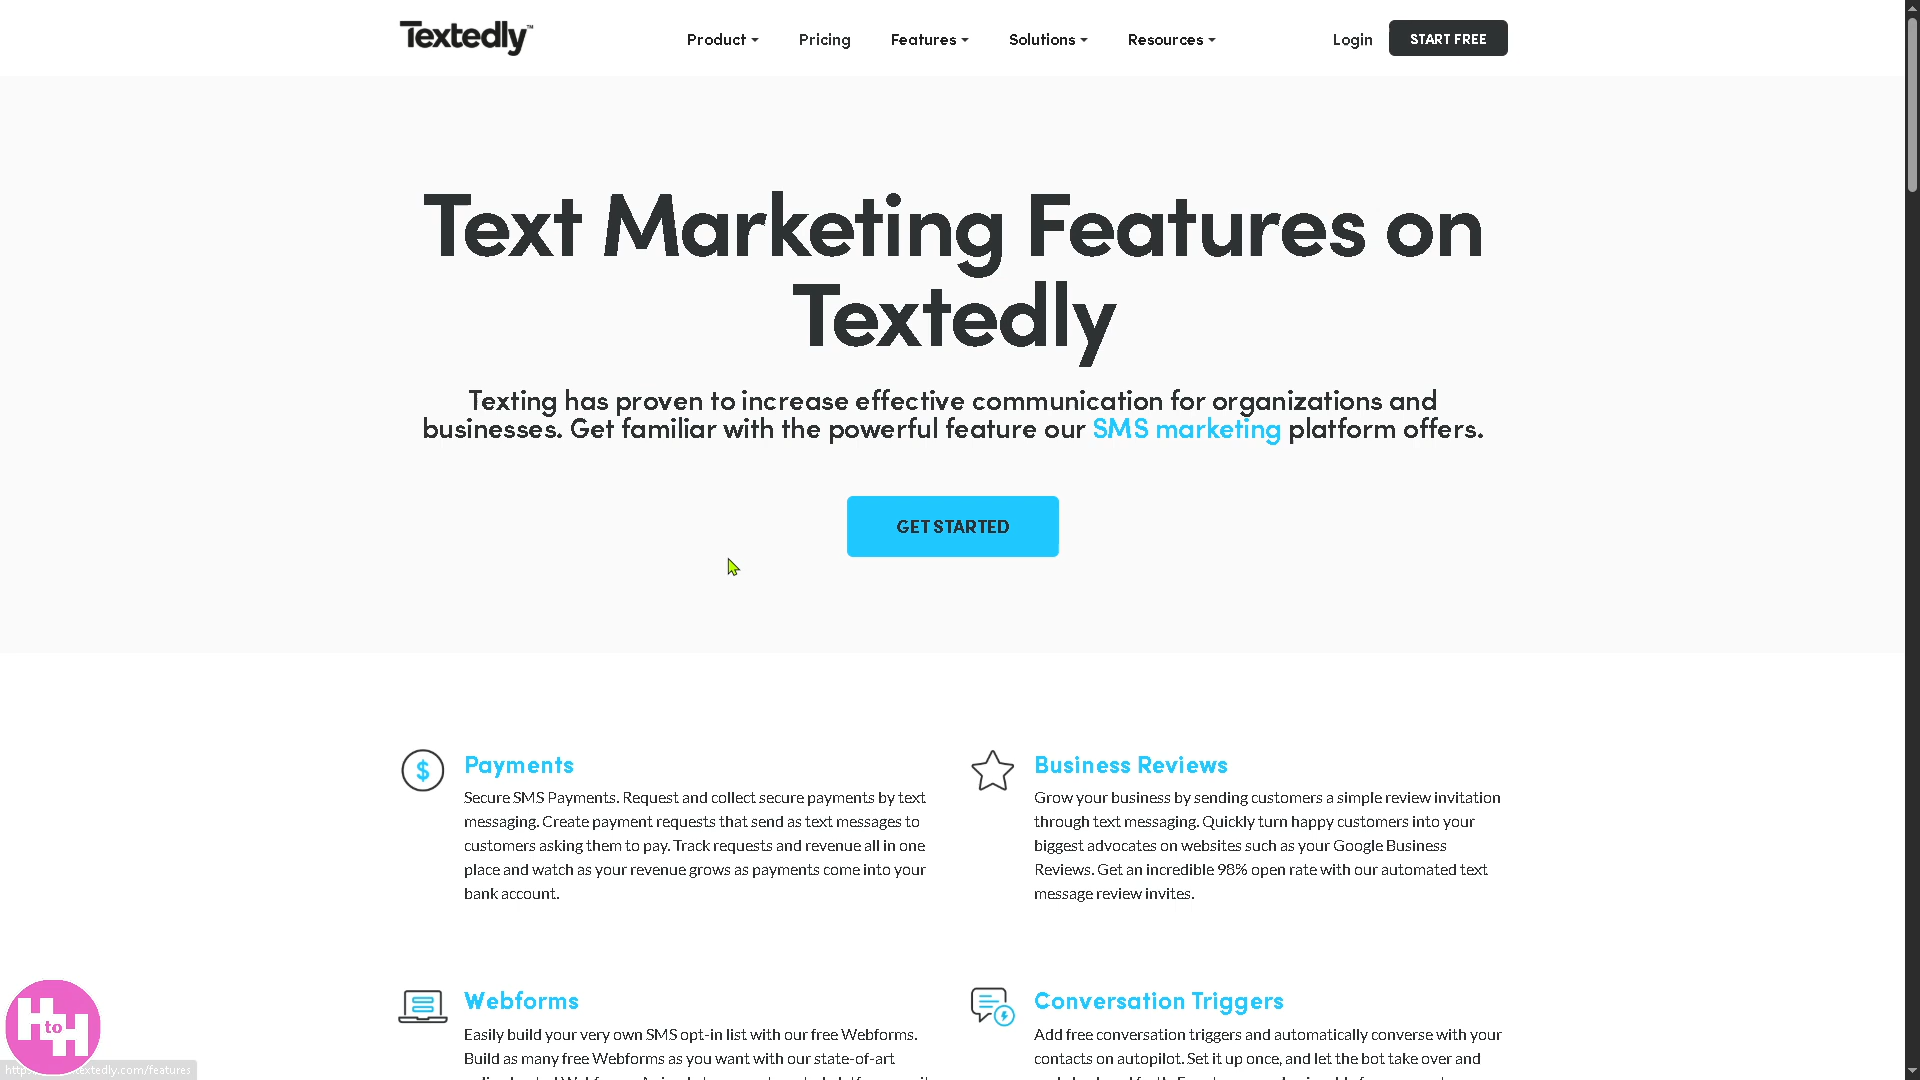 Textedly™
Product
Pricing
Features
Solutions
Resources
Login
START FREE
Text Marketing Features on
Textedly
Texting has proven to increase effective communication for organizations and
businesses. Get familiar with the powerful feature our SMS marketing platform offers.
GET STARTED
Payments
Secure SMS Payments. Request and collect secure payments by text
messaging. Create payment requests that send as text messages to
customers asking them to pay. Track requests and revenue all in one
place and watch as your revenue grows as payments come into your
bank account.
Business Reviews
Grow your business by sending customers a simple review invitation
through text messaging. Quickly turn happy customers into your
biggest advocates on websites such as your Google Business
Reviews. Get an incredible 98% open rate with our automated text
message review invites.
Webforms
Easily build your very own SMS opt-in list with our free Webforms.
Build as many free Webforms as you want with our state-of-art
Conversation Triggers
Add free conversation triggers and automatically converse with your
contacts on autopilot. Set it up once, and let the bot take over and
H to H
extedly.com/features